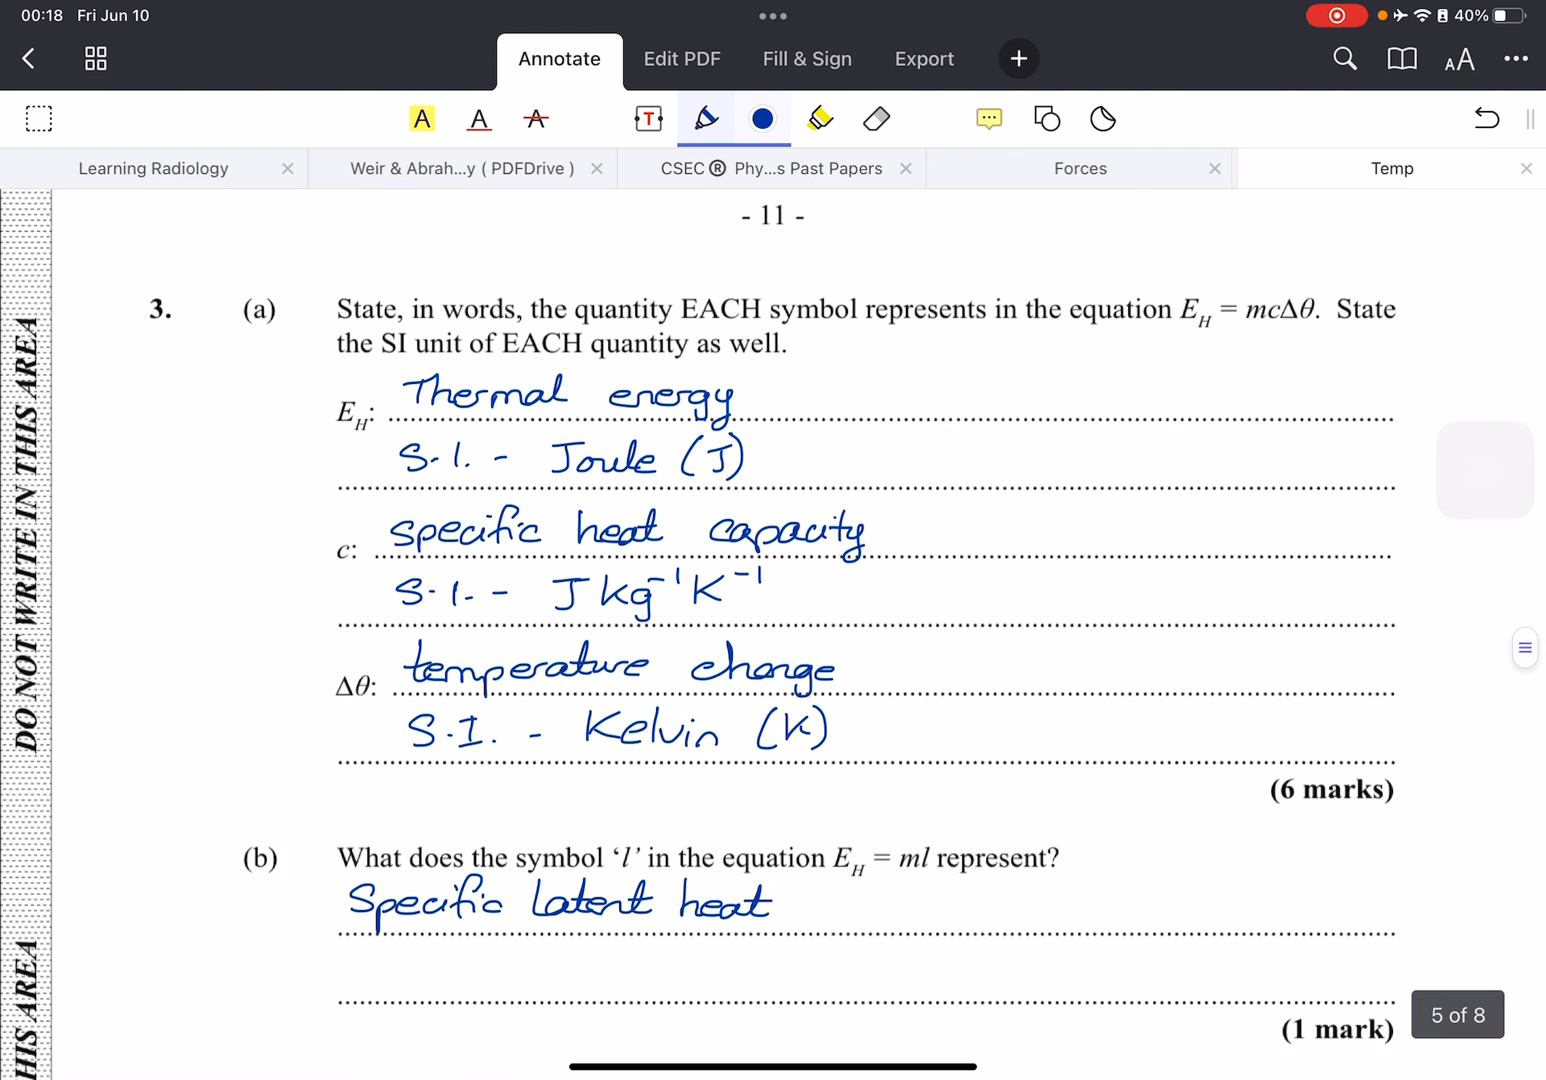 00:18 Fri Jun 10
40%
Annotate Edit PDF Fill & Sign Export
AA
A A A T
Learning Radiology Weir & Abrah...y ( PDFDrive ) CSEC ® Phy...s Past Papers Forces Temp
- 11 -
DO NOT WRITE IN THIS AREA
3. (a) State, in words, the quantity EACH symbol represents in the equation E_H = mcΔθ. State
the SI unit of EACH quantity as well.
E_H: Thermal energy
S.I. - Joule (J)
c: specific heat capacity
S.I. - J kg⁻¹ K⁻¹
Δθ: temperature change
S.I. - Kelvin (K)
(6 marks)
(b) What does the symbol ‘l’ in the equation E_H = ml represent?
Specific latent heat
HIS AREA
5 of 8
(1 mark)